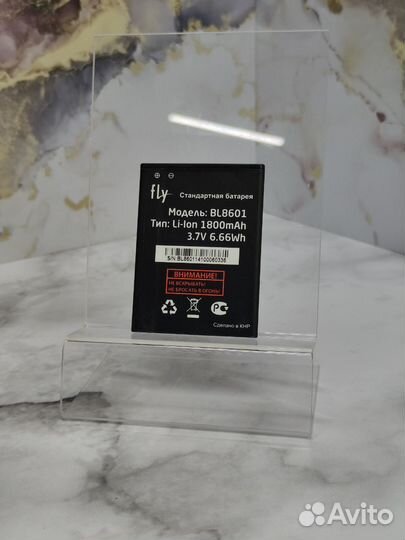 fly
Стандартная батарея
Модель: BL8601
Тип: Li-Ion 1800mAh
3.7V 6.66Wh
S/N BL860114100060336
ВНИМАНИЕ!
НЕ ВСКРЫВАТЬ!
НЕ БРОСАТЬ В ОГОНЬ!
Сделано в КНР
Avito